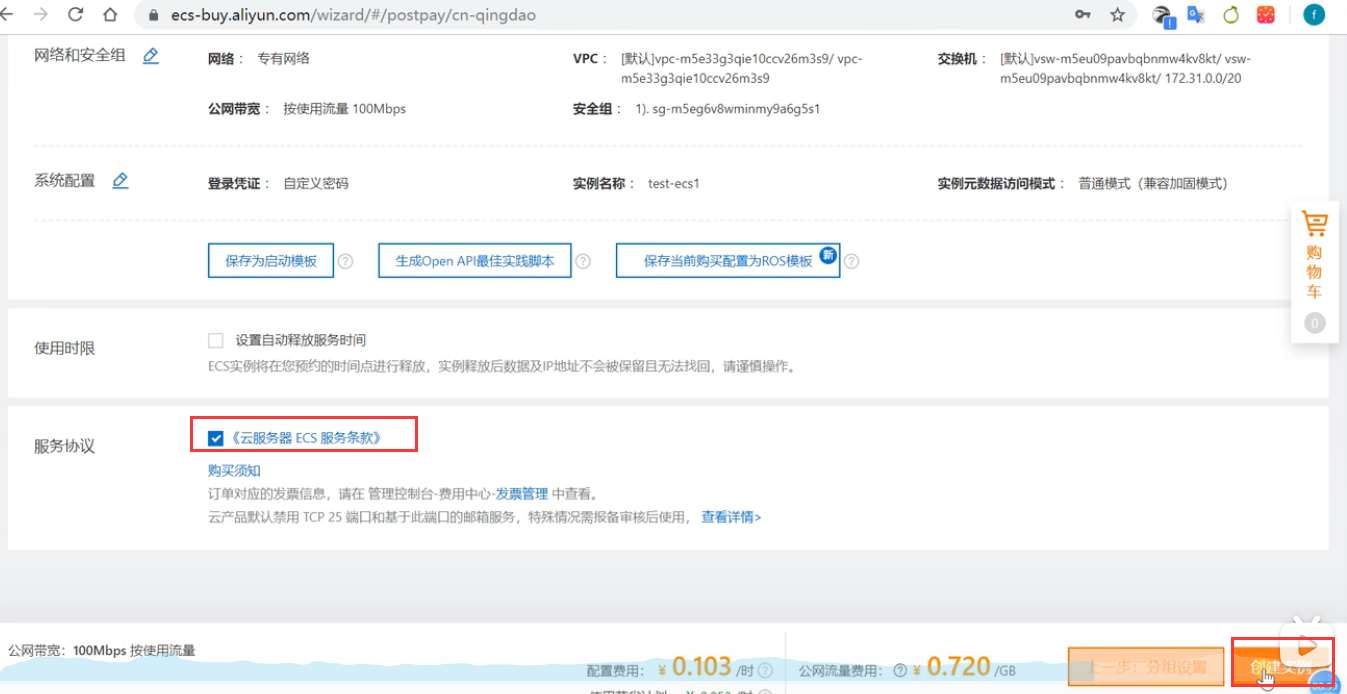 ecs-buy.aliyun.com/wizard/#/postpay/cn-qingdao
f
网络和安全组
网络： 专有网络
VPC： [默认]vpc-m5e33g3qie10ccv26m3s9/ vpc-
m5e33g3qie10ccv26m3s9
交换机： [默认]vsw-m5eu09pavbqbnmw4kv8kt/ vsw-
m5eu09pavbqbnmw4kv8kt/ 172.31.0.0/20
公网带宽： 按使用流量 100Mbps
安全组： 1). sg-m5eg6v8wminmy9a6g5s1
系统配置
登录凭证： 自定义密码
实例名称： test-ecs1
实例元数据访问模式： 普通模式（兼容加固模式）
保存为启动模板 ?
生成Open API最佳实践脚本 ?
保存当前购买配置为ROS模板 新 ?
购
物
车
0
使用时限
设置自动释放服务时间
ECS实例将在您预约的时间点进行释放，实例释放后数据及IP地址不会被保留且无法找回，请谨慎操作。
服务协议
《云服务器 ECS 服务条款》
购买须知
订单对应的发票信息，请在 管理控制台-费用中心-发票管理 中查看。
云产品默认禁用 TCP 25 端口和基于此端口的邮箱服务，特殊情况需报备审核后使用， 查看详情>
公网带宽：100Mbps 按使用流量
配置费用： ¥ 0.103 /时 ?
公网流量费用： ? ¥ 0.720 /GB
上一步：分组设置
创建实例